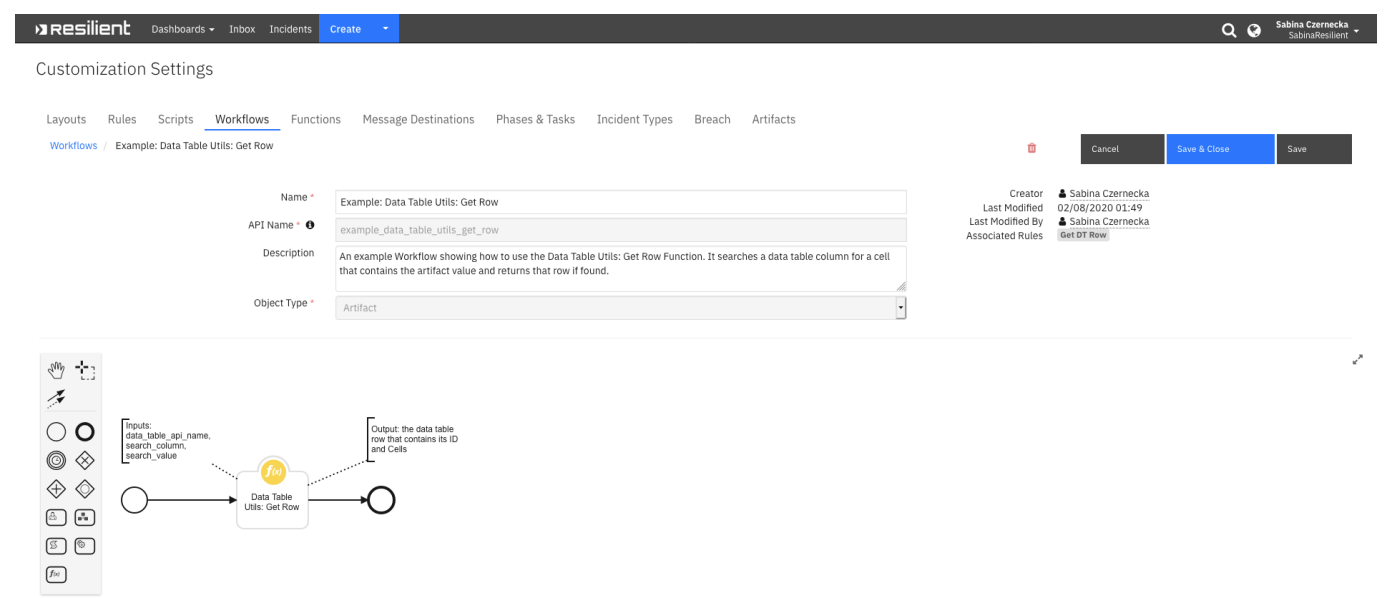 Resilient Dashboards Inbox Incidents Create Sabina Czernecka
SabinaResilient
Customization Settings
Layouts Rules Scripts Workflows Functions Message Destinations Phases & Tasks Incident Types Breach Artifacts
Workflows / Example: Data Table Utils: Get Row Cancel Save & Close Save
Name * Example: Data Table Utils: Get Row
API Name * example_data_table_utils_get_row
Description An example Workflow showing how to use the Data Table Utils: Get Row Function. It searches a data table column for a cell
that contains the artifact value and returns that row if found.
Object Type * Artifact
Creator Sabina Czernecka
Last Modified 02/08/2020 01:49
Last Modified By Sabina Czernecka
Associated Rules Get DT Row
Inputs:
data_table_api_name,
search_column,
search_value
Output: the data table
row that contains its ID
and Cells
f(x)
Data Table
Utils: Get Row
f(x)